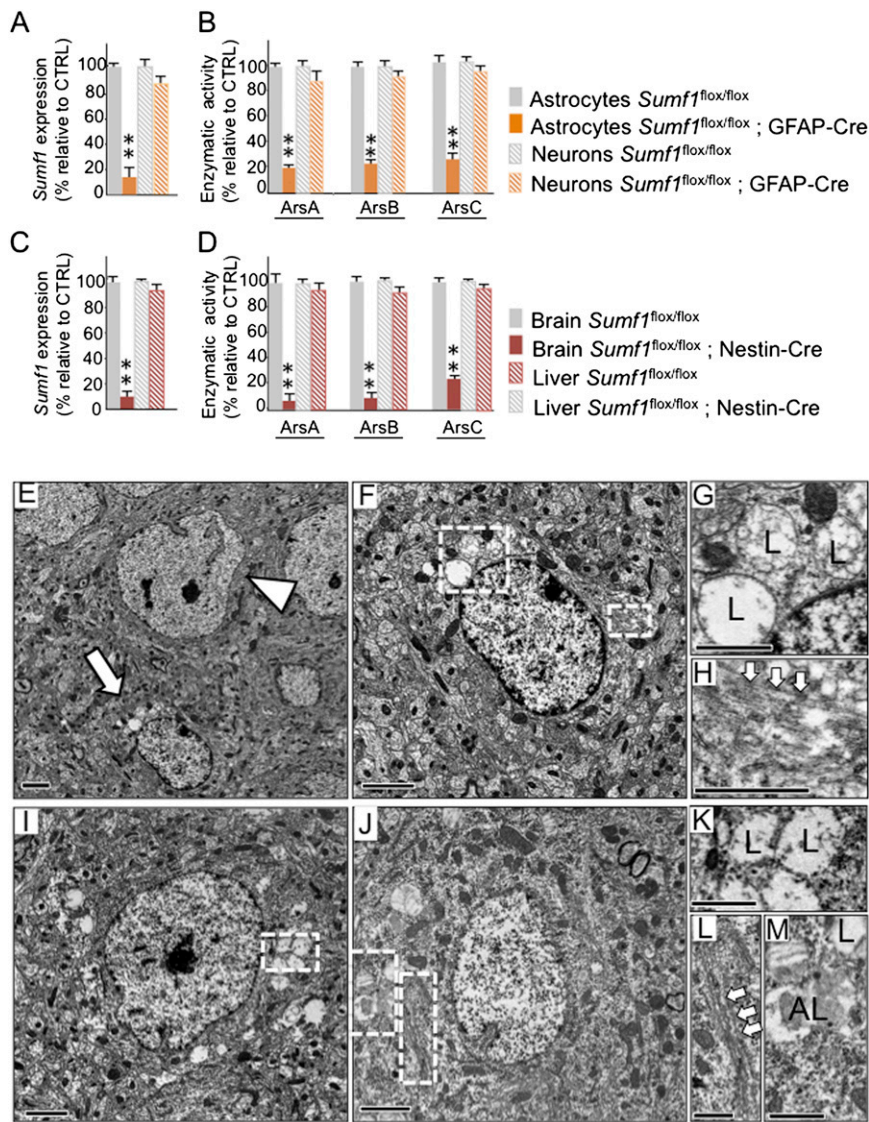 A
Sumf1 expression
(% relative to CTRL)
100
80
60
40
20
0
**
B
Enzymatic activity
(% relative to CTRL)
100
80
60
40
20
0
** ** **
ArsA ArsB ArsC
Astrocytes Sumf1flox/flox
Astrocytes Sumf1flox/flox ; GFAP-Cre
Neurons Sumf1flox/flox
Neurons Sumf1flox/flox ; GFAP-Cre
C
Sumf1 expression
(% relative to CTRL)
100
80
60
40
20
0
**
D
Enzymatic activity
(% relative to CTRL)
100
80
60
40
20
0
** ** **
ArsA ArsB ArsC
Brain Sumf1flox/flox
Brain Sumf1flox/flox ; Nestin-Cre
Liver Sumf1flox/flox
Liver Sumf1flox/flox ; Nestin-Cre
E
F
G
L L
L
H
I
J
K
L L
L
M
L
AL